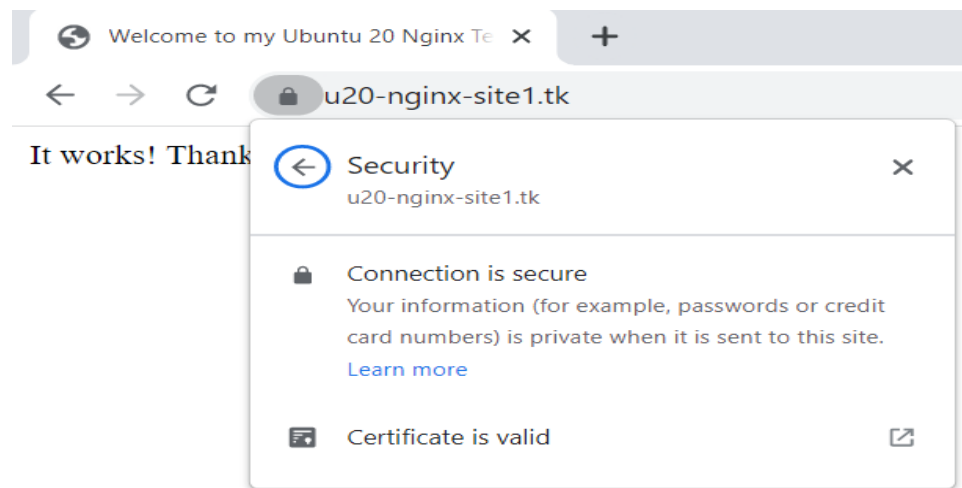 Welcome to my Ubuntu 20 Nginx Te
u20-nginx-site1.tk
It works! Thank
Security
u20-nginx-site1.tk
Connection is secure
Your information (for example, passwords or credit
card numbers) is private when it is sent to this site.
Learn more
Certificate is valid